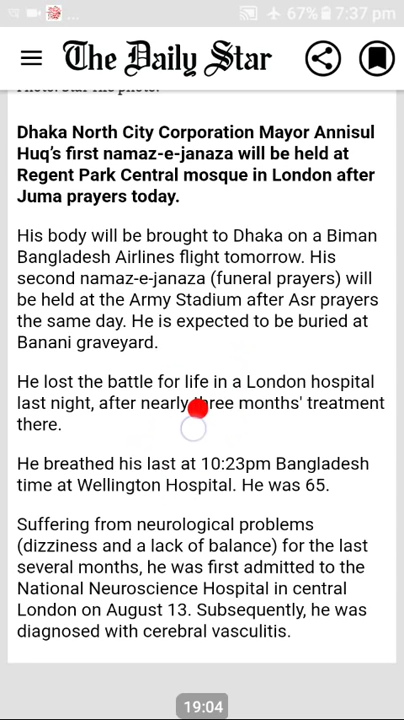 67% 7:37 pm
The Daily Star
Dhaka North City Corporation Mayor Annisul
Huq's first namaz-e-janaza will be held at
Regent Park Central mosque in London after
Juma prayers today.
His body will be brought to Dhaka on a Biman
Bangladesh Airlines flight tomorrow. His
second namaz-e-janaza (funeral prayers) will
be held at the Army Stadium after Asr prayers
the same day. He is expected to be buried at
Banani graveyard.
He lost the battle for life in a London hospital
last night, after nearly three months' treatment
there.
He breathed his last at 10:23pm Bangladesh
time at Wellington Hospital. He was 65.
Suffering from neurological problems
(dizziness and a lack of balance) for the last
several months, he was first admitted to the
National Neuroscience Hospital in central
London on August 13. Subsequently, he was
diagnosed with cerebral vasculitis.
19:04